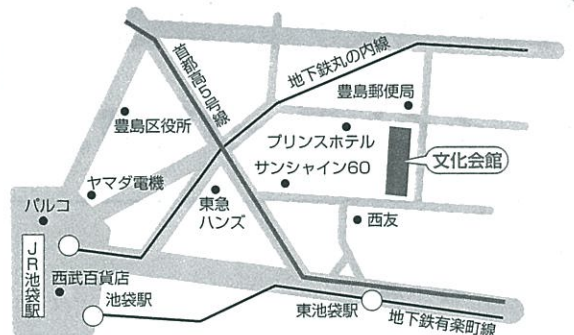 首都高5号線
地下鉄丸の内線
豊島郵便局
豊島区役所
プリンスホテル
文化会館
サンシャイン60
ヤマダ電機
パルコ
東急
ハンズ
西友
JR池袋駅
西武百貨店
池袋駅
東池袋駅
地下鉄有楽町線